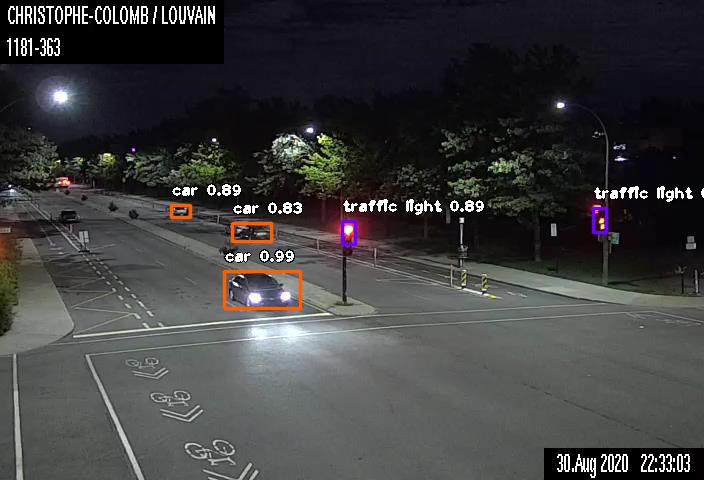 CHRISTOPHE-COLOMB / LOUVAIN
1181-363
car 0.89
traffic light
car 0.83
traffic light 0.89
car 0.99
30.Aug 2020 22:33:03